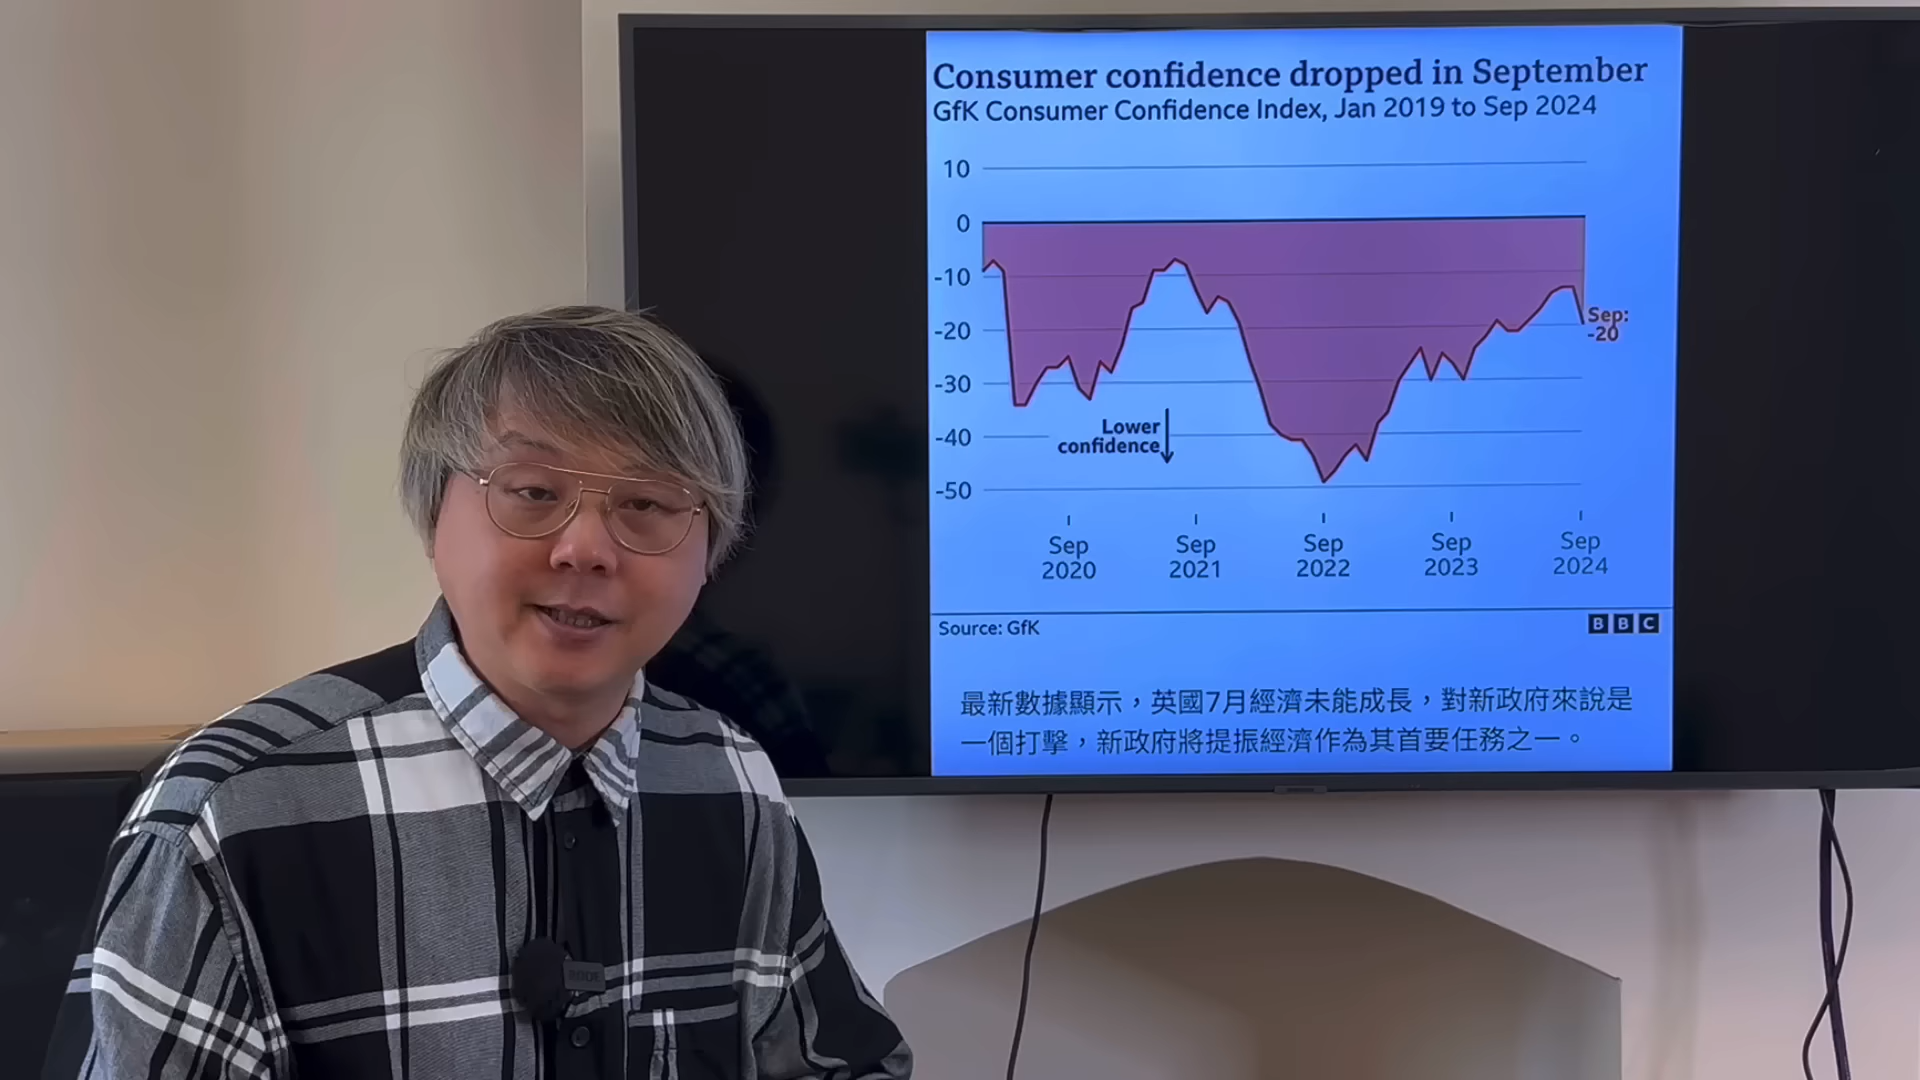 Consumer confidence dropped in September
GfK Consumer Confidence Index, Jan 2019 to Sep 2024
10
0
-10
-20
-30
-40
-50
Sep:
-20
Lower
confidence
Sep
2020
Sep
2021
Sep
2022
Sep
2023
Sep
2024
Source: GfK
BBC
最新數據顯示，英國7月經濟未能成長，對新政府來說是
一個打擊，新政府將提振經濟作為其首要任務之一。
RODE